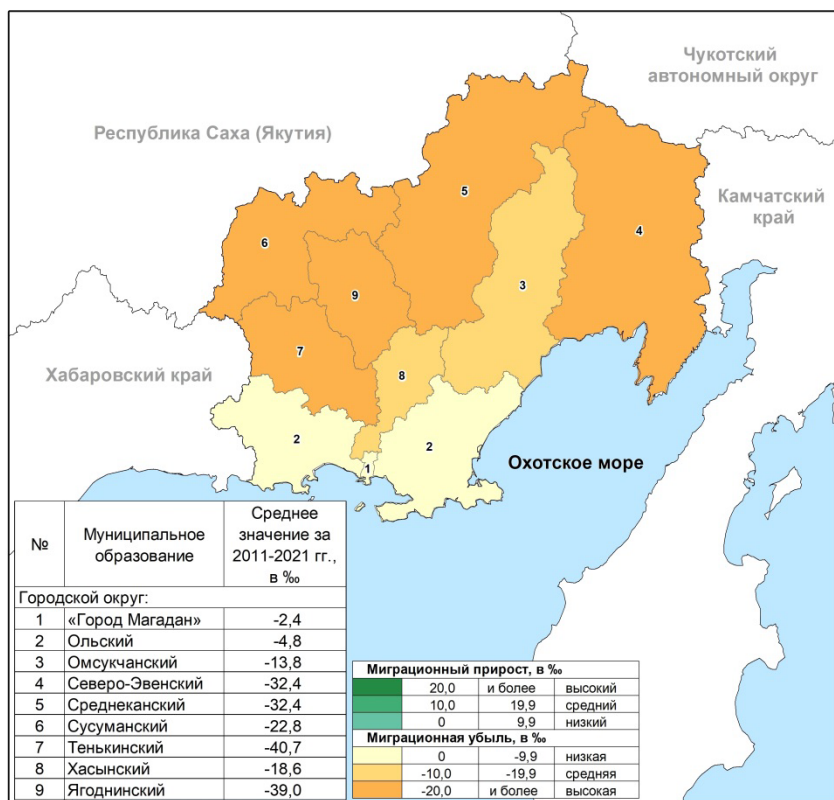 Чукотский
автономный округ
Республика Саха (Якутия)
Камчатский
край
5
6
4
9
3
7
Хабаровский край
8
2
2
Охотское море
1
№ Муниципальное образование Среднее значение за 2011-2021 гг., в ‰
Городской округ:
1 «Город Магадан» -2,4
2 Ольский -4,8
3 Омсукчанский -13,8
4 Северо-Эвенский -32,4
5 Среднеканский -32,4
6 Сусуманский -22,8
7 Тенькинский -40,7
8 Хасынский -18,6
9 Ягоднинский -39,0
Миграционный прирост, в ‰
20,0 и более высокий
10,0 19,9 средний
0 9,9 низкий
Миграционная убыль, в ‰
0 -9,9 низкая
-10,0 -19,9 средняя
-20,0 и более высокая